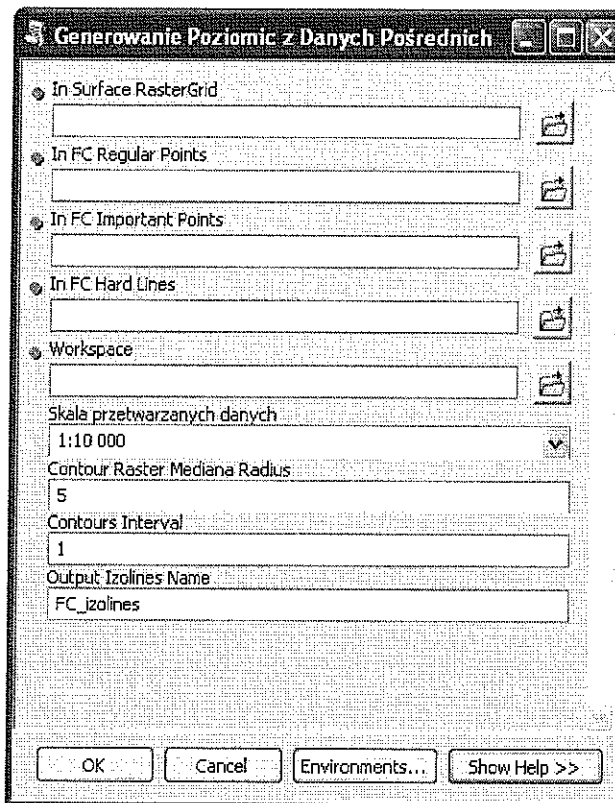 Generowanie Poziomic z Danych Pośrednich
In Surface RasterGrid
In FC Regular Points
In FC Important Points
In FC Hard Lines
Workspace
Skala przetwarzanych danych
1:10 000
Contour Raster Mediana Radius
5
Contours Interval
1
Output Izolines Name
FC_izolines
OK Cancel Environments... Show Help >>